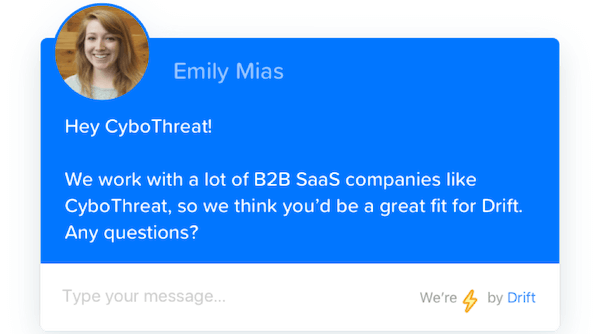 Emily Mias
Hey CyboThreat!
We work with a lot of B2B SaaS companies like
CyboThreat, so we think you’d be a great fit for Drift.
Any questions?
Type your message...
We're ⚡ by Drift